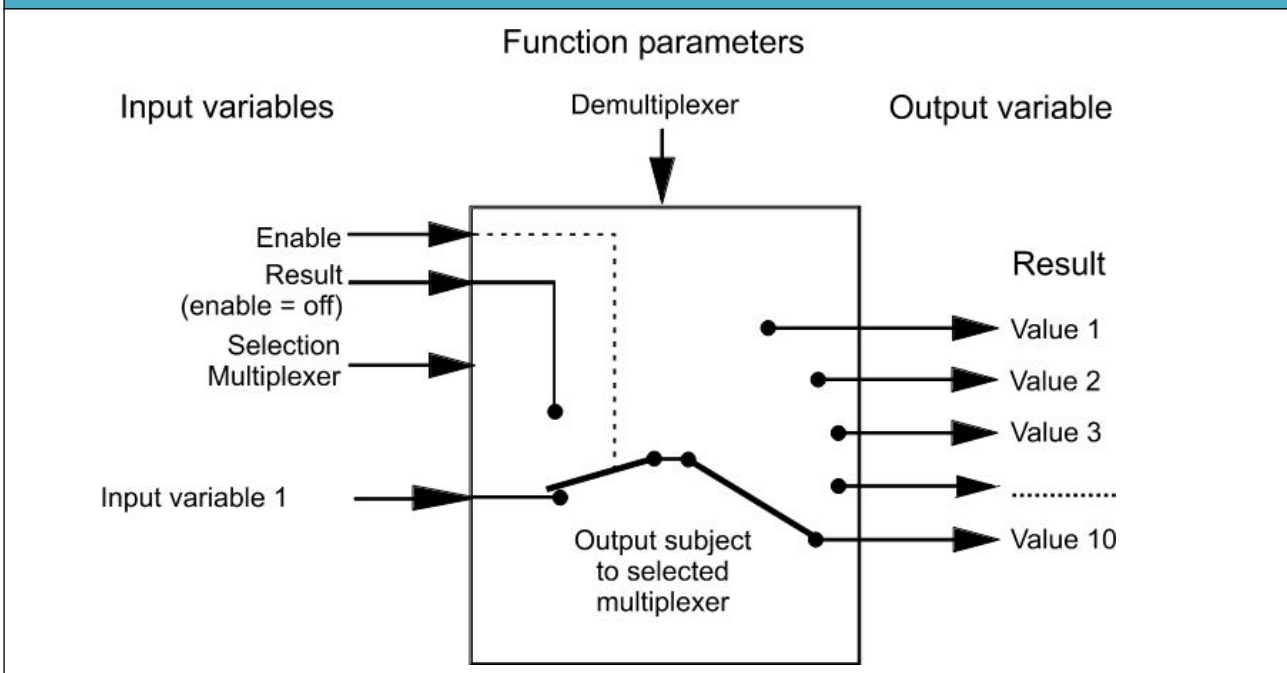 Function parameters
Input variables
Demultiplexer
Output variable
Enable
Result
(enable = off)
Selection
Multiplexer
Input variable 1
Output subject
to selected
multiplexer
Result
Value 1
Value 2
Value 3
....................
Value 10